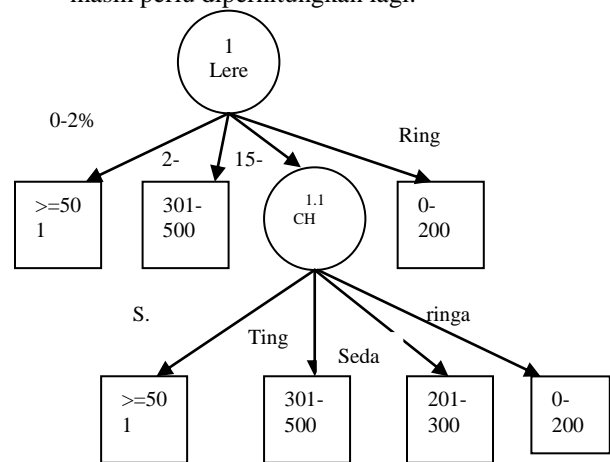 masih perlu diperhitungkan lagi.
1
Lere
0-2%
2-
15-
Ring
>=50
1
301-
500
1.1
CH
0-
200
S.
Ting
Seda
ringa
>=50
1
301-
500
201-
300
0-
200